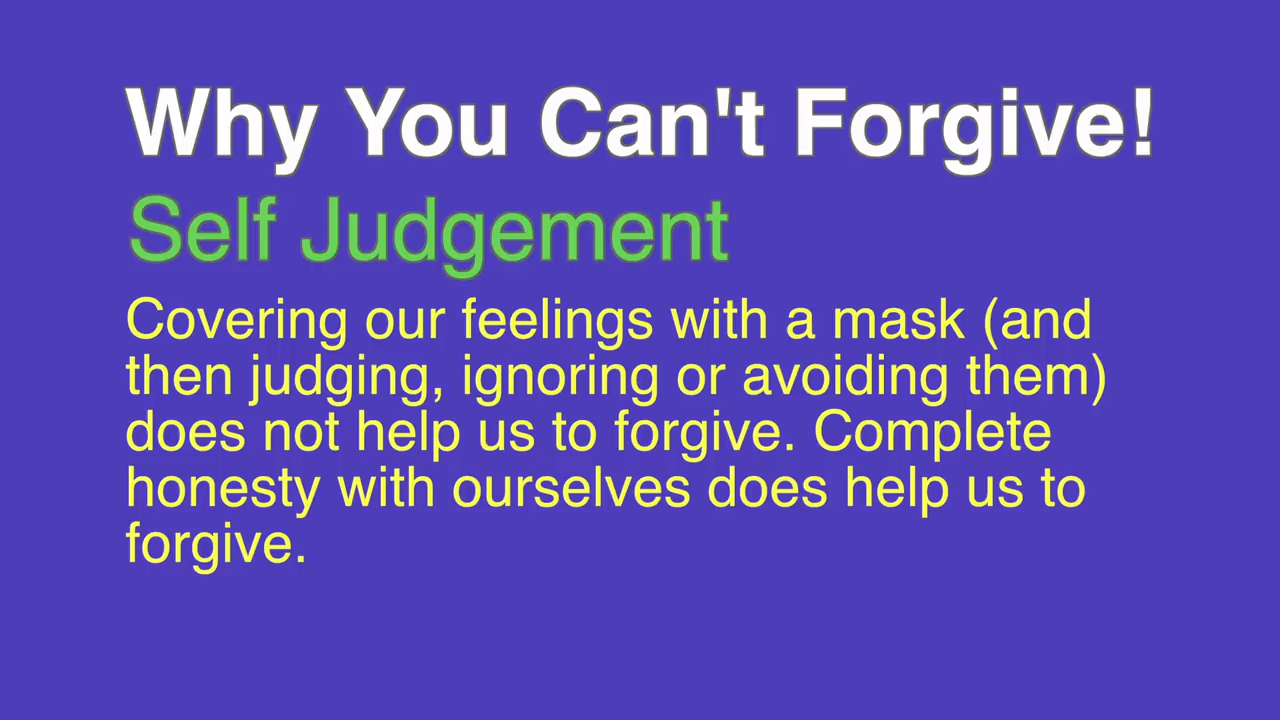 Why You Can't Forgive!
Self Judgement
Covering our feelings with a mask (and
then judging, ignoring or avoiding them)
does not help us to forgive. Complete
honesty with ourselves does help us to
forgive.